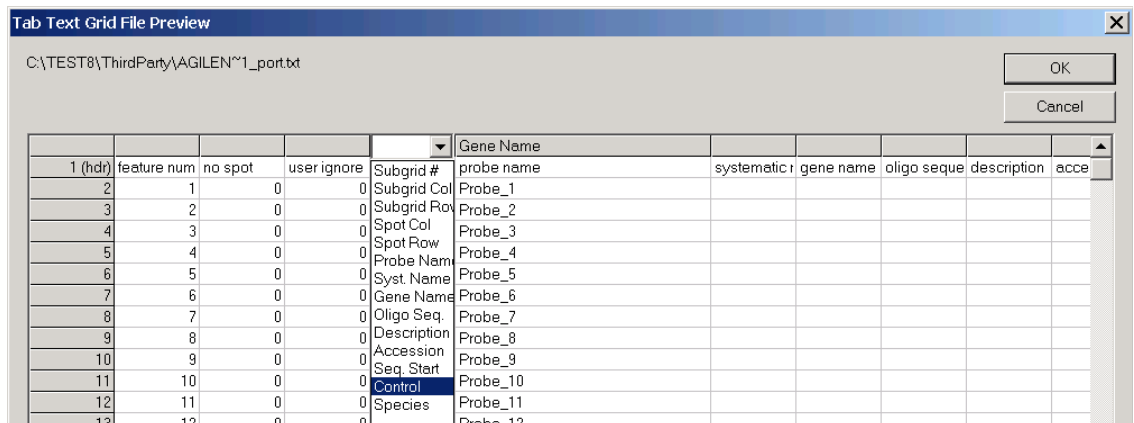 Tab Text Grid File Preview
C:\TEST8\ThirdParty\AGILEN~1_port.txt
OK
Cancel
Gene Name
1 (hdr) feature num no spot user ignore probe name systematic r gene name oligo seque description acce
2 1 0 0 Probe_1
3 2 0 0 Probe_2
4 3 0 0 Probe_3
5 4 0 0 Probe_4
6 5 0 0 Probe_5
7 6 0 0 Probe_6
8 7 0 0 Probe_7
9 8 0 0 Probe_8
10 9 0 0 Probe_9
11 10 0 0 Probe_10
12 11 0 0 Probe_11
13 12 0 0 Probe_12
Subgrid #
Subgrid Col
Subgrid Row
Spot Col
Spot Row
Probe Name
Syst. Name
Gene Name
Oligo Seq.
Description
Accession
Seq. Start
Control
Species